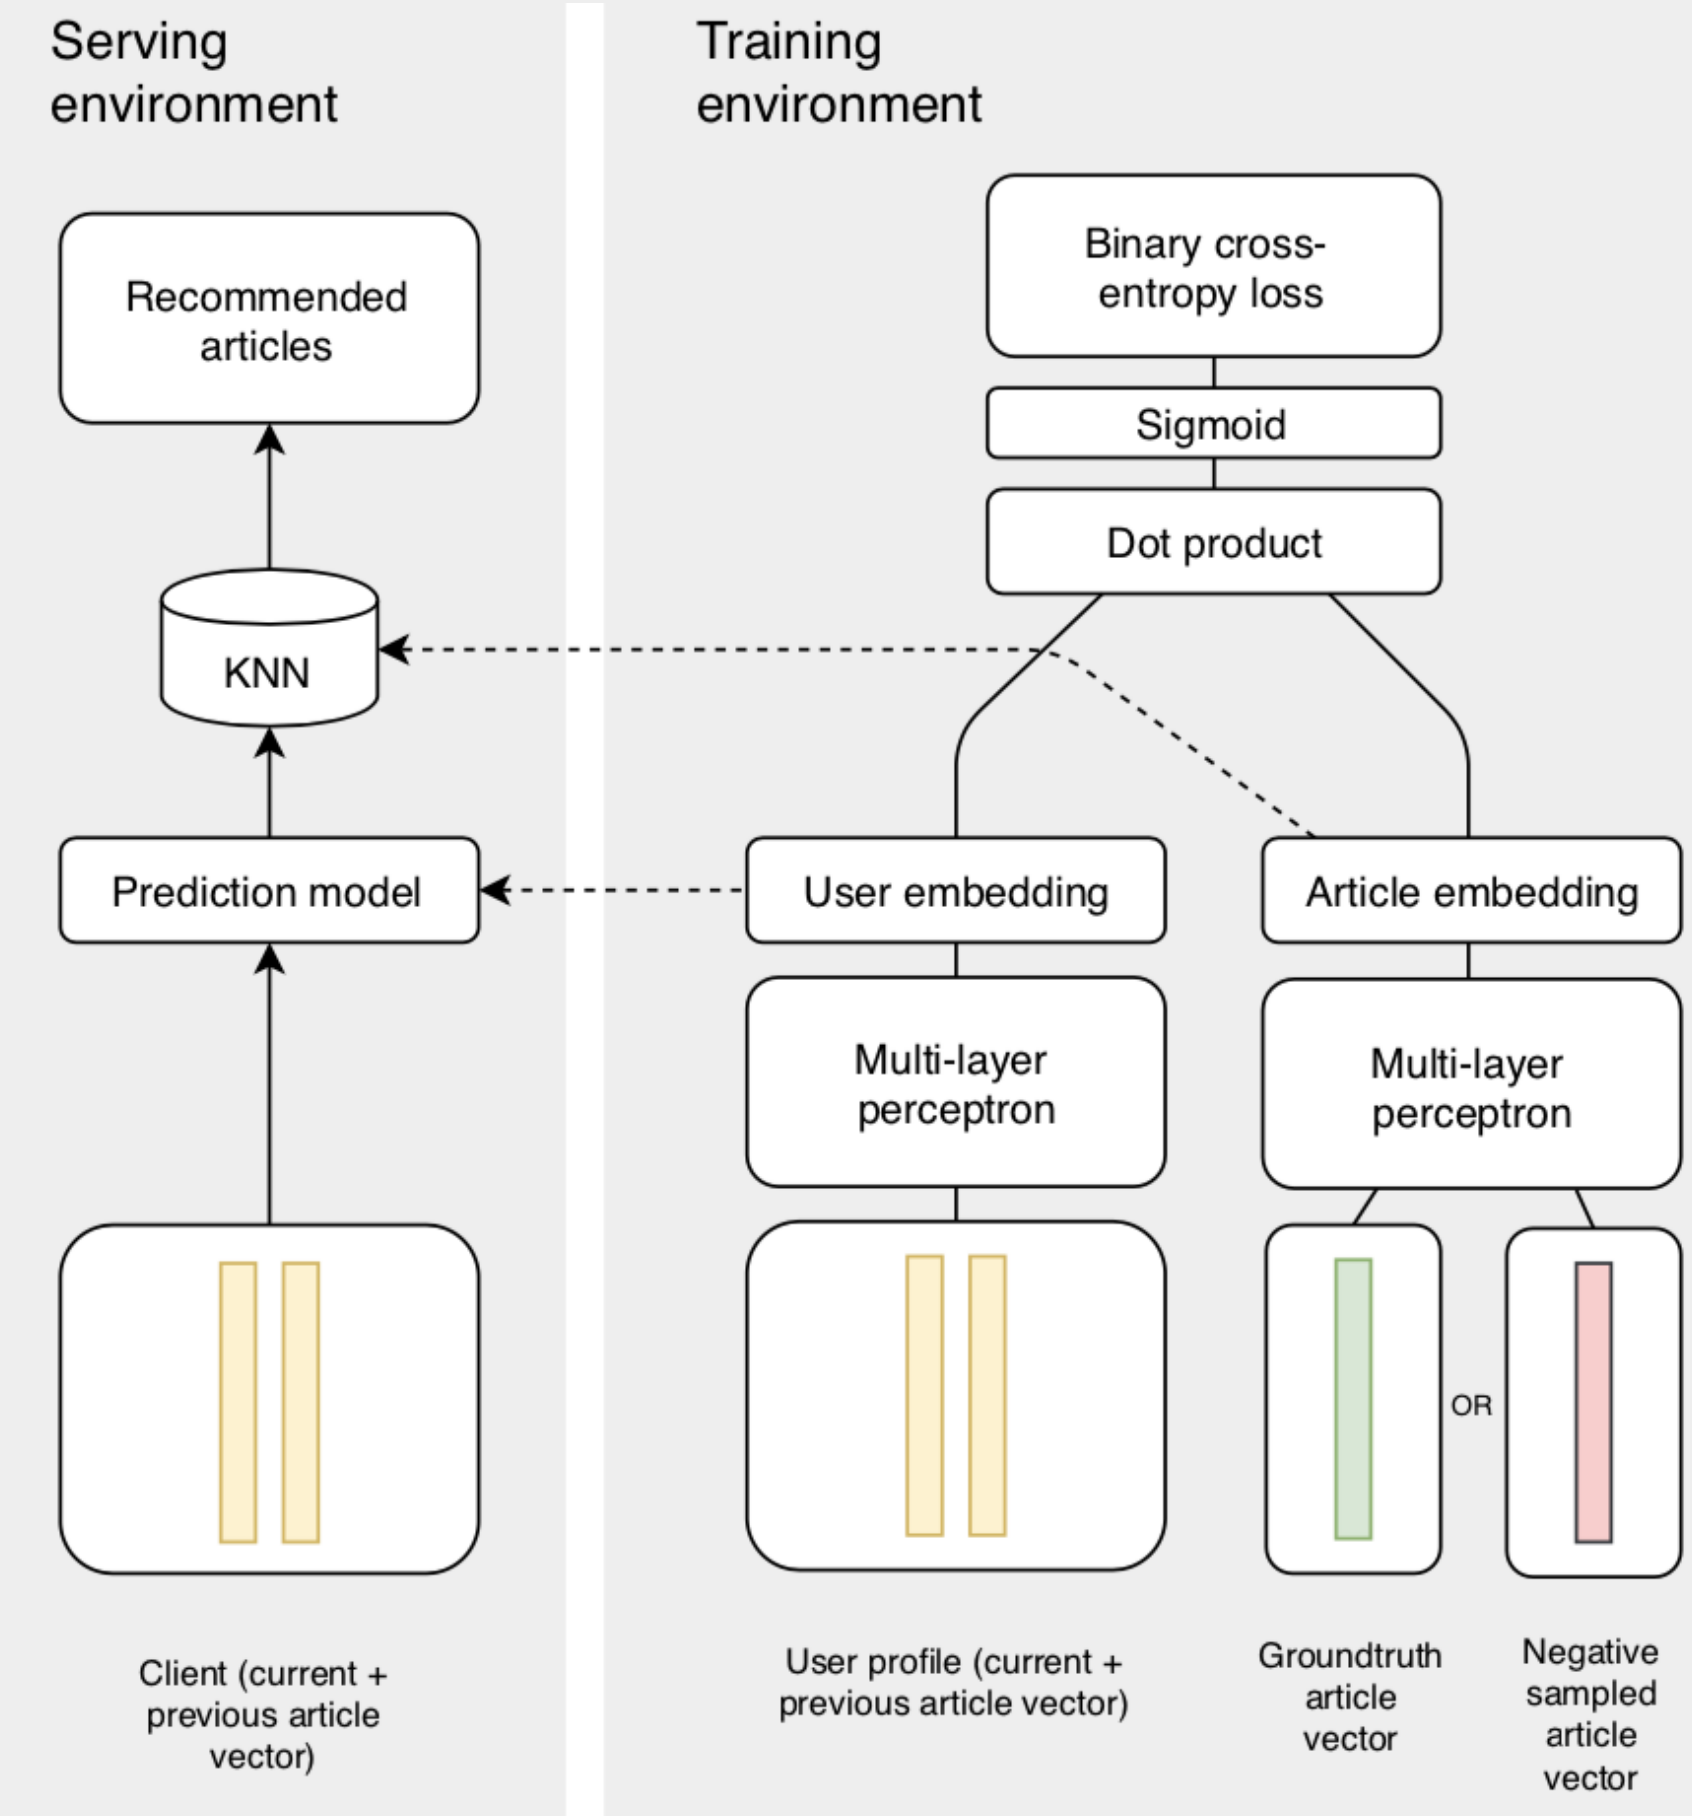 Serving
environment
Recommended
articles
KNN
Prediction model
Client (current +
previous article
vector)
Training
environment
Binary cross-
entropy loss
Sigmoid
Dot product
User embedding
Article embedding
Multi-layer
perceptron
Multi-layer
perceptron
OR
User profile (current +
previous article vector)
Groundtruth
article
vector
Negative
sampled
article
vector